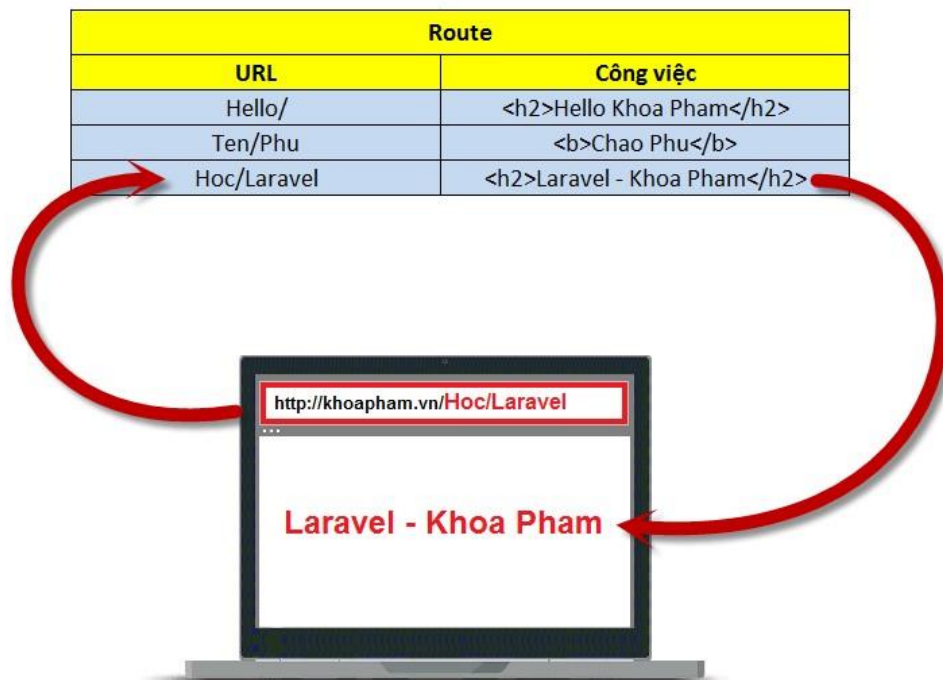 Route
URL Công việc
Hello/ <h2>Hello Khoa Pham</h2>
Ten/Phu <b>Chao Phu</b>
Hoc/Laravel <h2>Laravel - Khoa Pham</h2>
http://khoapham.vn/Hoc/Laravel
Laravel - Khoa Pham